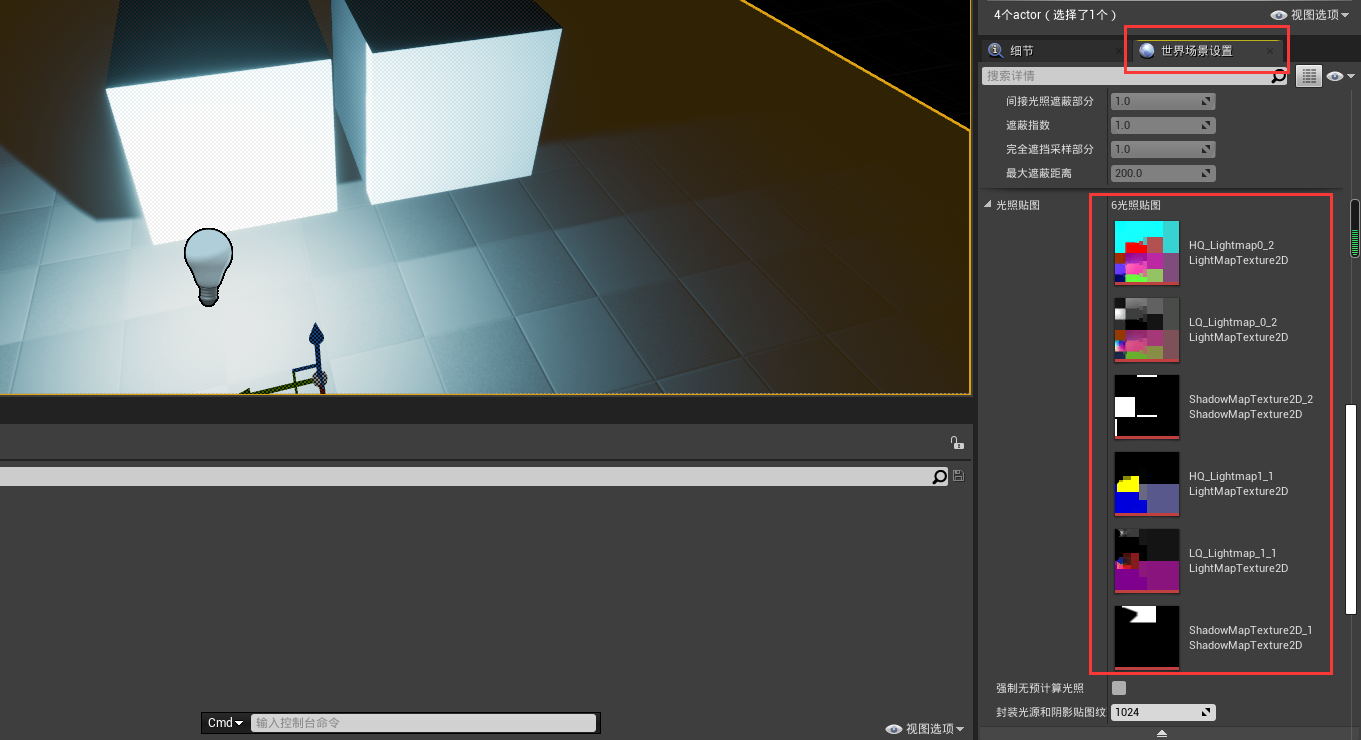 4个actor（选择了1个）
视图选项
细节
世界场景设置
搜索详情
间接光照遮蔽部分
1.0
遮蔽指数
1.0
完全遮挡采样部分
1.0
最大遮蔽距离
200.0
光照贴图
6光照贴图
HQ_Lightmap0_2
LightMapTexture2D
LQ_Lightmap_0_2
LightMapTexture2D
ShadowMapTexture2D_2
ShadowMapTexture2D
HQ_Lightmap1_1
LightMapTexture2D
LQ_Lightmap_1_1
LightMapTexture2D
ShadowMapTexture2D_1
ShadowMapTexture2D
强制无预计算光照
封装光源和阴影贴图纹
1024
Cmd
输入控制台命令
视图选项